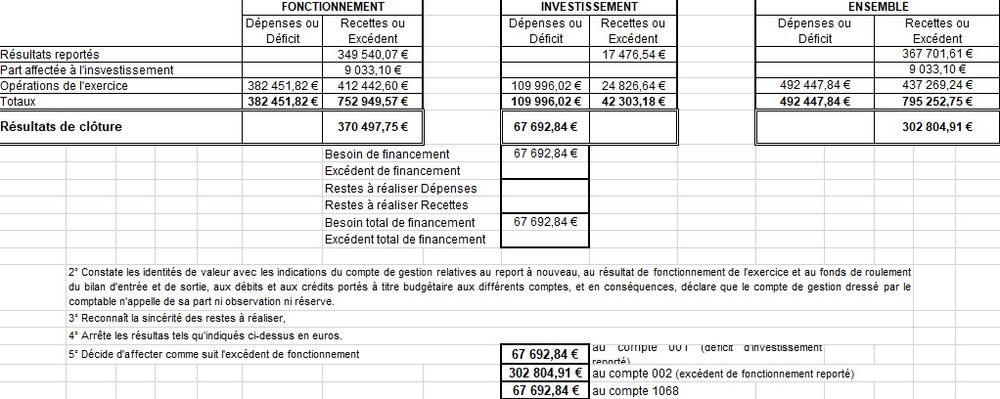 FONCTIONNEMENT INVESTISSEMENT ENSEMBLE
Dépenses ou Recettes ou Dépenses ou Recettes ou Dépenses ou Recettes ou
Déficit Excédent Déficit Excédent Déficit Excédent
Résultats reportés 349 540,07 € 17 476,54 € 367 701,61 €
Part affectée à l'insvestissement 9 033,10 € 9 033,10 €
Opérations de l'exercice 382 451,82 € 412 442,60 € 109 996,02 € 24 826,64 € 492 447,84 € 437 269,24 €
Totaux 382 451,82 € 752 949,57 € 109 996,02 € 42 303,18 € 492 447,84 € 795 252,75 €
Résultats de clôture 370 497,75 € 67 692,84 € 302 804,91 €
Besoin de financement 67 692,84 €
Excédent de financement
Restes à réaliser Dépenses
Restes à réaliser Recettes
Besoin total de financement 67 692,84 €
Excédent total de financement
2° Constate les identités de valeur avec les indications du compte de gestion relatives au report à nouveau, au résultat de fonctionnement de l'exercice et au fonds de roulement
du bilan d'entrée et de sortie, aux débits et aux crédits portés à titre budgétaire aux différents comptes, et en conséquences, déclare que le compte de gestion dressé par le
comptable n'appelle de sa part ni observation ni réserve.
3° Reconnaît la sincérité des restes à réaliser,
4° Arrête les résultas tels qu'indiqués ci-dessus en euros.
5° Décide d'affecter comme suit l'excédent de fonctionnement 67 692,84 € au compte 001 (déficit d'investissement
reporté)
302 804,91 € au compte 002 (excédent de fonctionnement reporté)
67 692,84 € au compte 1068